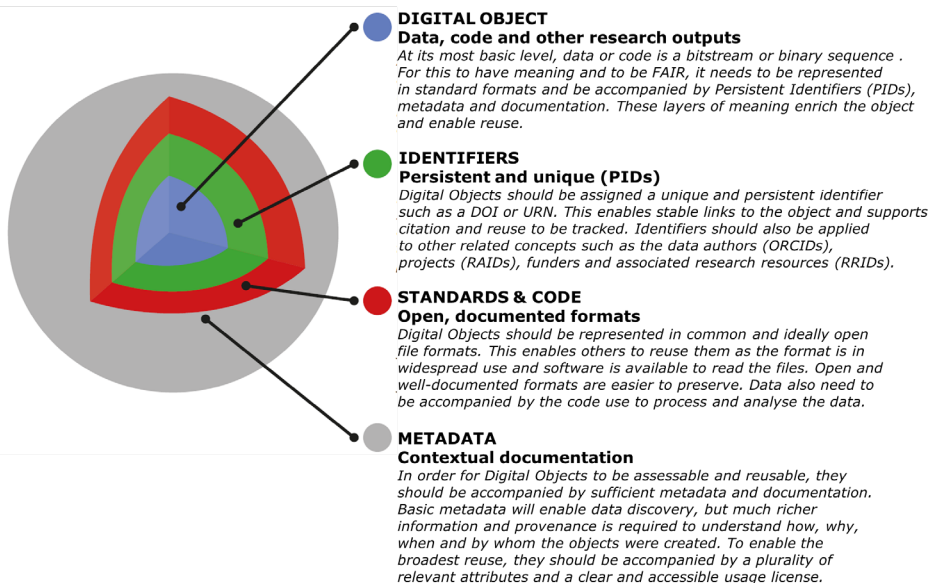 DIGITAL OBJECT
Data, code and other research outputs
At its most basic level, data or code is a bitstream or binary sequence .
For this to have meaning and to be FAIR, it needs to be represented
in standard formats and be accompanied by Persistent Identifiers (PIDs),
metadata and documentation. These layers of meaning enrich the object
and enable reuse.
IDENTIFIERS
Persistent and unique (PIDs)
Digital Objects should be assigned a unique and persistent identifier
such as a DOI or URN. This enables stable links to the object and supports
citation and reuse to be tracked. Identifiers should also be applied
to other related concepts such as the data authors (ORCIDs),
projects (RAIDs), funders and associated research resources (RRIDs).
STANDARDS & CODE
Open, documented formats
Digital Objects should be represented in common and ideally open
file formats. This enables others to reuse them as the format is in
widespread use and software is available to read the files. Open and
well-documented formats are easier to preserve. Data also need to
be accompanied by the code use to process and analyse the data.
METADATA
Contextual documentation
In order for Digital Objects to be assessable and reusable, they
should be accompanied by sufficient metadata and documentation.
Basic metadata will enable data discovery, but much richer
information and provenance is required to understand how, why,
when and by whom the objects were created. To enable the
broadest reuse, they should be accompanied by a plurality of
relevant attributes and a clear and accessible usage license.